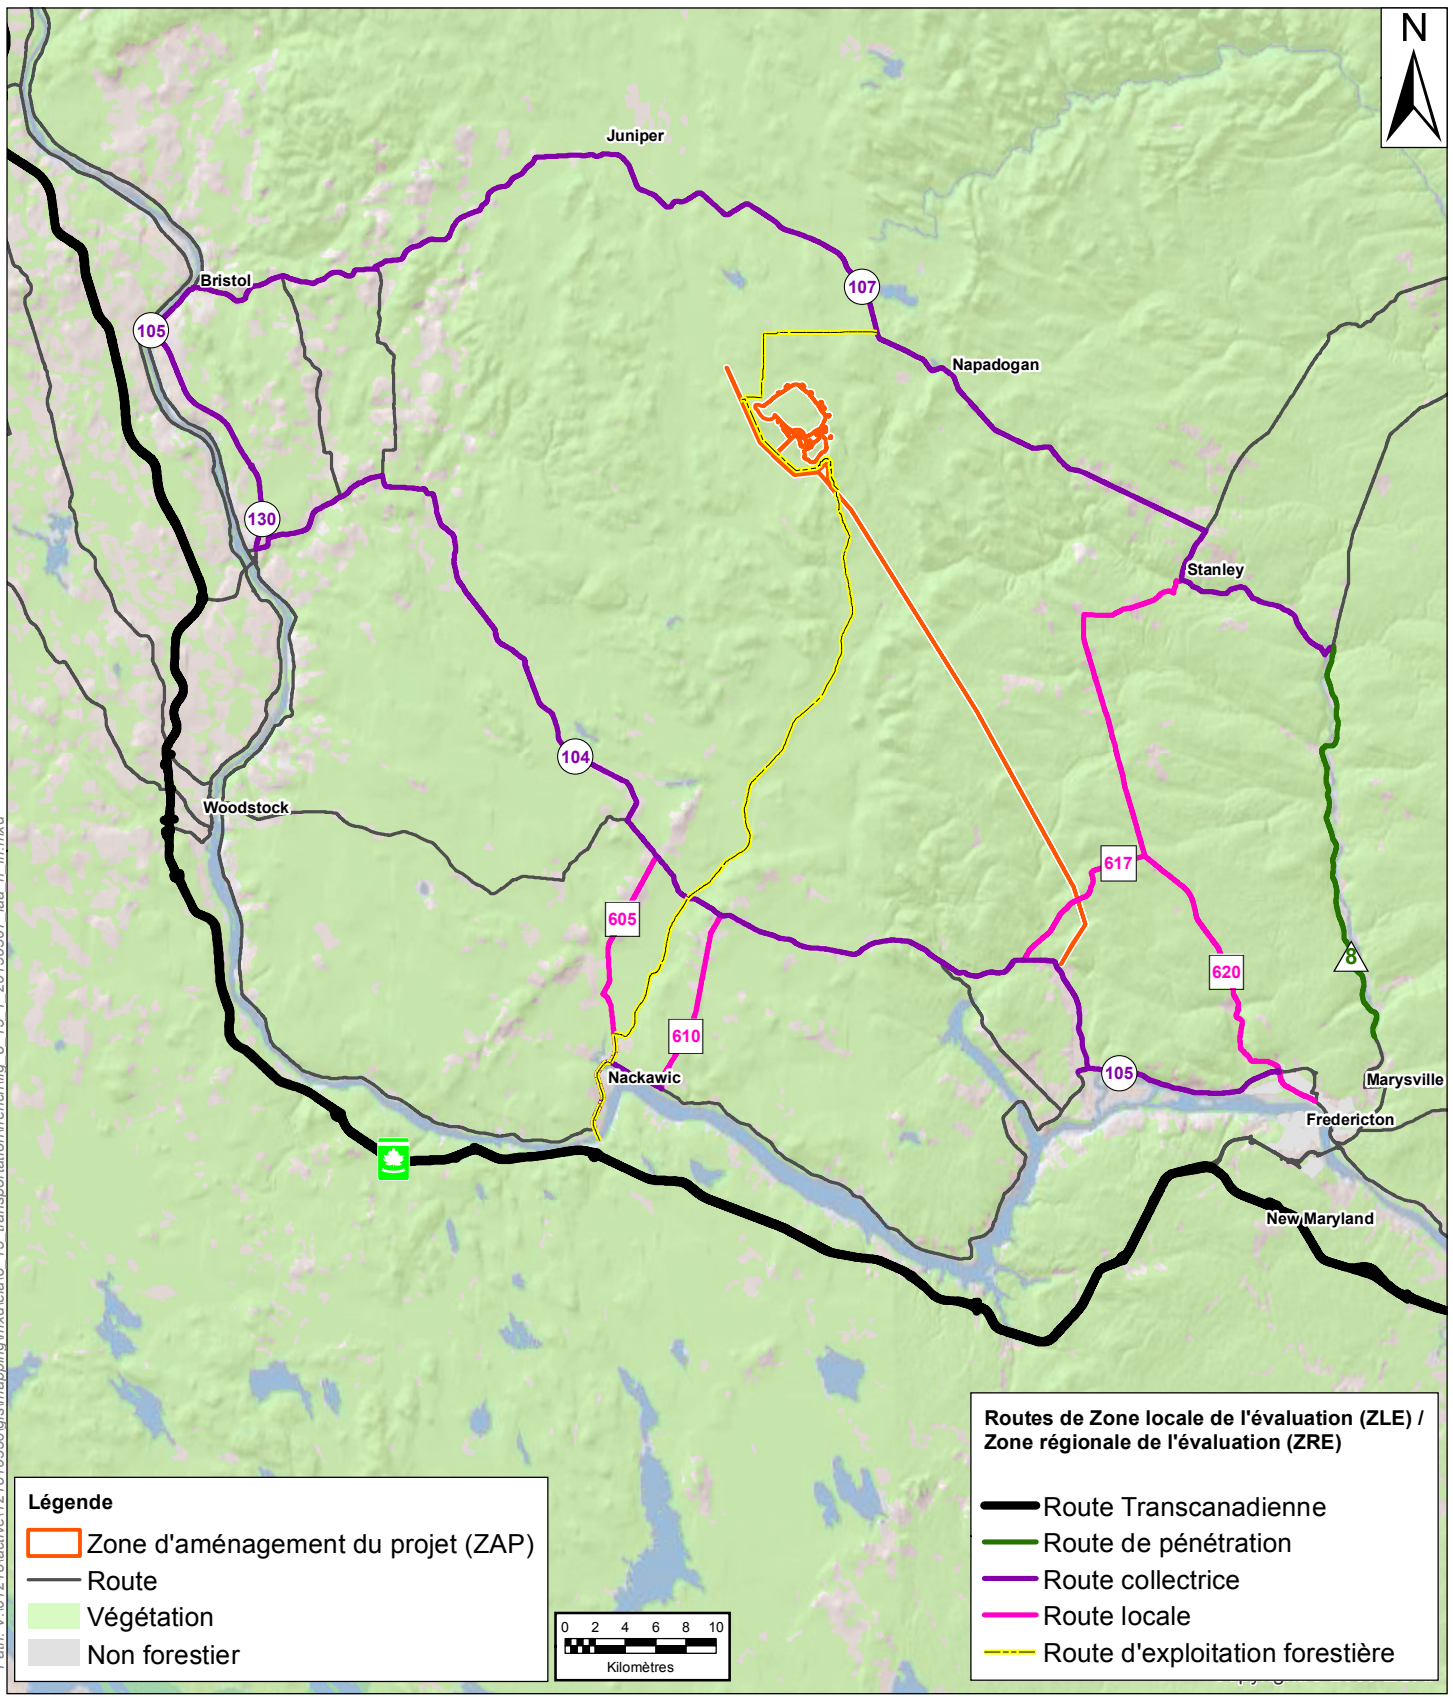 N
Juniper
Bristol
107
105
Napadogan
130
Stanley
104
Woodstock
617
605
620
8
610
Nackawic
105
Marysville
Fredericton
New Maryland
Légende
Zone d'aménagement du projet (ZAP)
Route
Végétation
Non forestier
0 2 4 6 8 10
Kilomètres
Routes de Zone locale de l'évaluation (ZLE) /
Zone régionale de l'évaluation (ZRE)
Route Transcanadienne
Route de pénétration
Route collectrice
Route locale
Route d'exploitation forestière